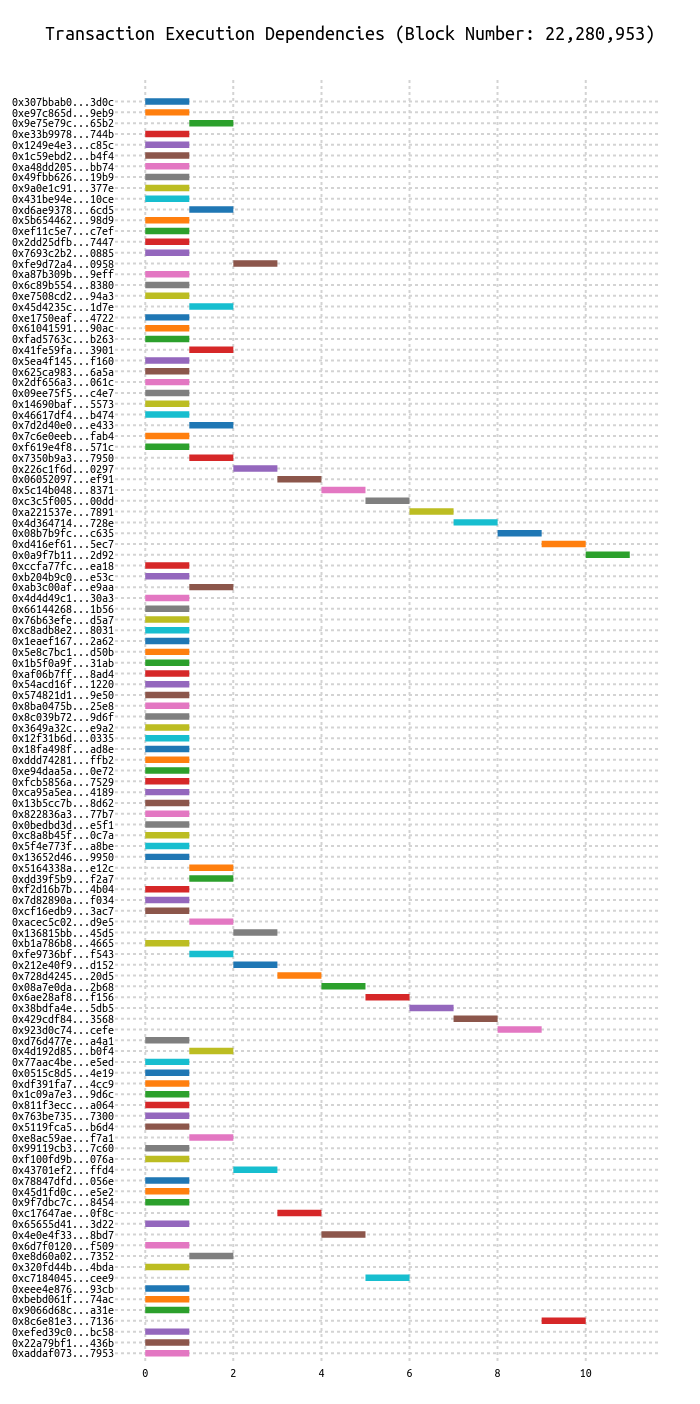 Transaction Execution Dependencies (Block Number: 22,280,953)
0x307bbab0...3d0c
0xe97c865d...9eb9
0x9e75e79c...65b2
0xe33b9978...744b
0x1249e4e3...c85c
0x1c59ebd2...b4f4
0xa48dd205...bb74
0x49fbb626...19b9
0x9a0e1c91...377e
0x431be94e...10ce
0xd6ae9378...6cd5
0x5b654462...98d9
0xef11c5e7...c7ef
0x2dd25dfb...7447
0x7693c2b2...0885
0xfe9d72a4...0958
0xa87b309b...9eff
0x6c89b554...8380
0xe7508cd2...94a3
0x45d4235c...1d7e
0xe1750eaf...4722
0x61041591...90ac
0xfad5763c...b263
0x41fe59fa...3901
0x5ea4f145...f160
0x625ca983...6a5a
0x2df656a3...061c
0x09ee75f5...c4e7
0x14690baf...5573
0x46617df4...b474
0x7d2d40e0...e433
0x7c6e0eeb...fab4
0xf619e4f8...571c
0x7350b9a3...7950
0x226c1f6d...0297
0x06052097...ef91
0x5c14b048...8371
0xc3c5f005...00dd
0xa221537e...7891
0x4d364714...728e
0x08b7b9fc...c635
0xd416ef61...5ec7
0x0a9f7b11...2d92
0xccfa77fc...ea18
0xb204b9c0...e53c
0xab3c00af...e9aa
0x4d4d49c1...30a3
0x66144268...1b56
0x76b63efe...d5a7
0xc8adb8e2...8031
0x1eaef167...2a62
0x5e8c7bc1...d50b
0x1b5f0a9f...31ab
0xaf06b7ff...8ad4
0x54acd16f...1220
0x574821d1...9e50
0x8ba0475b...25e8
0x8c039b72...9d6f
0x3649a32c...e9a2
0x12f31b6d...0335
0x18fa498f...ad8e
0xddd74281...ffb2
0xe94daa5a...0e72
0xfcb5856a...7529
0xca95a5ea...4189
0x13b5cc7b...8d62
0x822836a3...77b7
0x0bedbd3d...e5f1
0xc8a8b45f...0c7a
0x5f4e773f...a8be
0x13652d46...9950
0x5164338a...e12c
0xdd39f5b9...f2a7
0xf2d16b7b...4b04
0x7d82890a...f034
0xcf16edb9...3ac7
0xacec5c02...d9e5
0x136815bb...45d5
0xb1a786b8...4665
0xfe9736bf...f543
0x212e40f9...d152
0x728d4245...20d5
0x08a7e0da...2b68
0x6ae28af8...f156
0x38bdfa4e...5db5
0x429cdf84...3568
0x923d0c74...cefe
0xd76d477e...a4a1
0x4d192d85...b0f4
0x77aac4be...e5ed
0x0515c8d5...4e19
0xdf391fa7...4cc9
0x1c09a7e3...9d6c
0x811f3ecc...a064
0x763be735...7300
0x5119fca5...b6d4
0xe8ac59ae...f7a1
0x99119cb3...7c60
0xf100fd9b...076a
0x43701ef2...ffd4
0x78847dfd...056e
0x45d1fd0c...e5e2
0x9f7dbc7c...8454
0xc17647ae...0f8c
0x65655d41...3d22
0x4e0e4f33...8bd7
0x6d7f0120...f509
0xe8d60a02...7352
0x320fd44b...4bda
0xc7184045...cee9
0xeee4e876...93cb
0xbebd061f...74ac
0x9066d68c...a31e
0x8c6e81e3...7136
0xefed39c0...bc58
0x22a79bf1...436b
0xaddaf073...7953
0 2 4 6 8 10